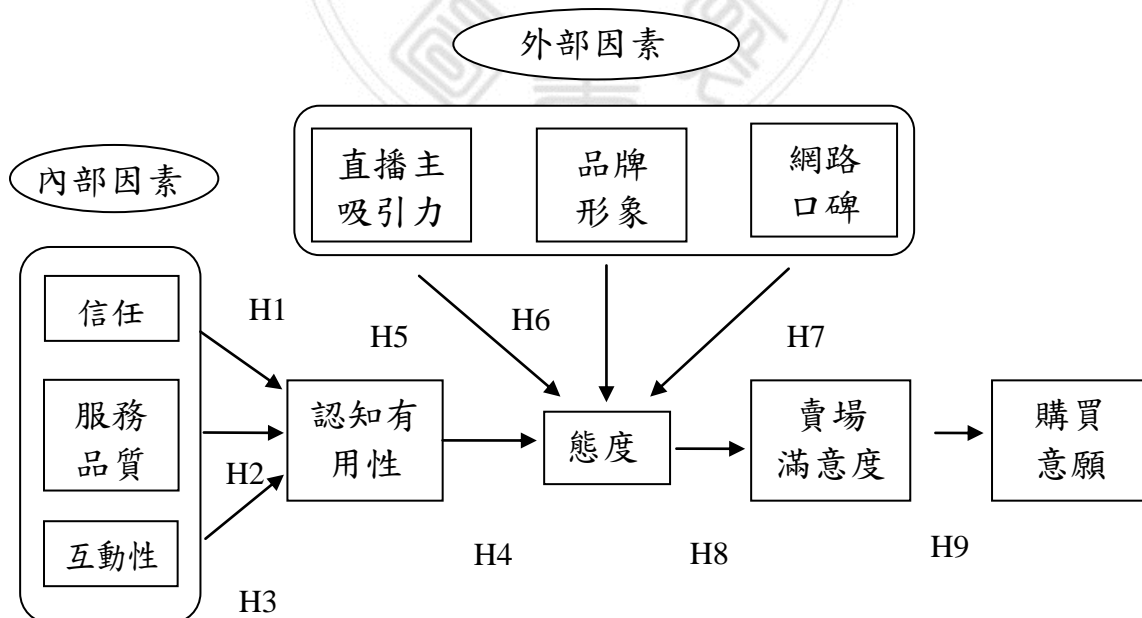 外部因素
直播主
吸引力
品牌
形象
網路
口碑
內部因素
信任
服務
品質
互動性
H1
H2
H3
認知有
用性
H4
H5
H6
H7
態度
H8
賣場
滿意度
H9
購買
意願